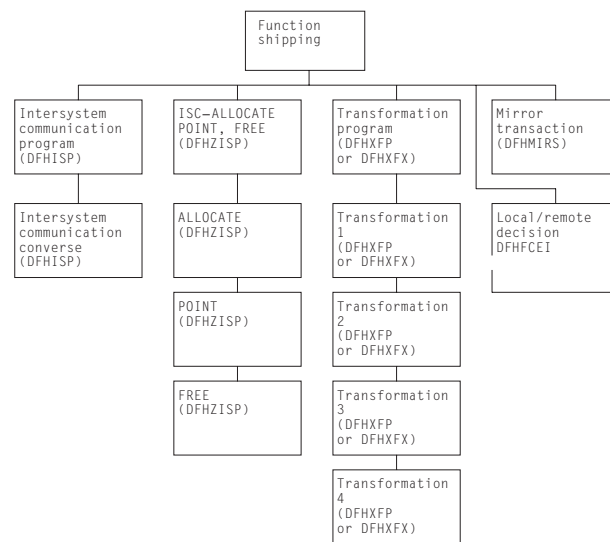 Function
shipping
Intersystem
communication
program
(DFHISP)
ISC–ALLOCATE
POINT, FREE
(DFHZISP)
Transformation
program
(DFHXFP
or DFHXFX)
Mirror
transaction
(DFHMIRS)
Intersystem
communication
converse
(DFHISP)
ALLOCATE
(DFHZISP)
Transformation
1
(DFHXFP
or DFHXFX)
Local/remote
decision
DFHFCEI
POINT
(DFHZISP)
Transformation
2
(DFHXFP
or DFHXFX)
FREE
(DFHZISP)
Transformation
3
(DFHXFP
or DFHXFX)
Transformation
4
(DFHXFP
or DFHXFX)